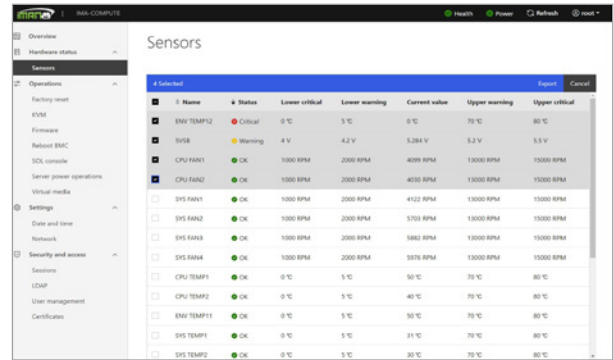 IMANO | IMA-COMPUTE Health Power Refresh root
Overview
Hardware status
Sensors
Operations
Factory reset
KVM
Firmware
Reboot BMC
SOL console
Server power operations
Virtual media
Settings
Date and time
Network
Security and access
Sessions
LDAP
User management
Certificates
Sensors
4 Selected Export Cancel
Name Status Lower critical Lower warning Current value Upper warning Upper critical
ENV TEMP12 Critical 0 ℃ 5 ℃ 0 ℃ 70 ℃ 80 ℃
5VSB Warning 4 V 4.2 V 5.284 V 5.2 V 5.5 V
CPU FAN1 OK 1000 RPM 2000 RPM 4099 RPM 13000 RPM 15000 RPM
CPU FAN2 OK 1000 RPM 2000 RPM 4030 RPM 13000 RPM 15000 RPM
SYS FAN1 OK 1000 RPM 2000 RPM 4122 RPM 13000 RPM 15000 RPM
SYS FAN2 OK 1000 RPM 2000 RPM 5703 RPM 13000 RPM 15000 RPM
SYS FAN3 OK 1000 RPM 2000 RPM 5882 RPM 13000 RPM 15000 RPM
SYS FAN4 OK 1000 RPM 2000 RPM 5976 RPM 13000 RPM 15000 RPM
CPU TEMP1 OK 0 ℃ 5 ℃ 50 ℃ 70 ℃ 80 ℃
CPU TEMP2 OK 0 ℃ 5 ℃ 40 ℃ 70 ℃ 80 ℃
ENV TEMP11 OK 0 ℃ 5 ℃ 50 ℃ 70 ℃ 80 ℃
SYS TEMP1 OK 0 ℃ 5 ℃ 31 ℃ 70 ℃ 80 ℃
SYS TEMP2 OK 0 ℃ 5 ℃ 30 ℃ 70 ℃ 80 ℃